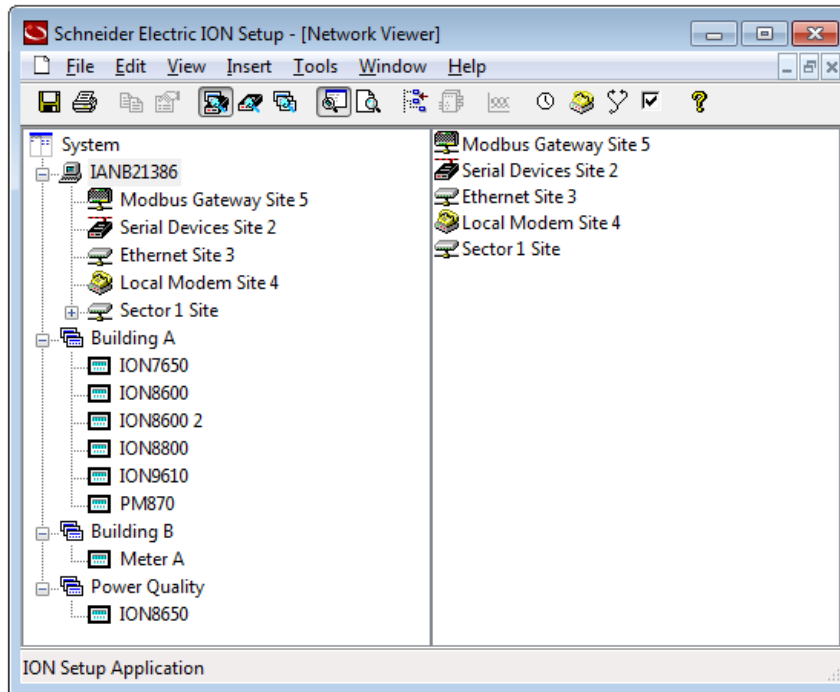 Schneider Electric ION Setup - [Network Viewer]
File Edit View Insert Tools Window Help
System
IANB21386
Modbus Gateway Site 5
Serial Devices Site 2
Ethernet Site 3
Local Modem Site 4
Sector 1 Site
Building A
ION7650
ION8600
ION8600 2
ION8800
ION9610
PM870
Building B
Meter A
Power Quality
ION8650
Modbus Gateway Site 5
Serial Devices Site 2
Ethernet Site 3
Local Modem Site 4
Sector 1 Site
ION Setup Application